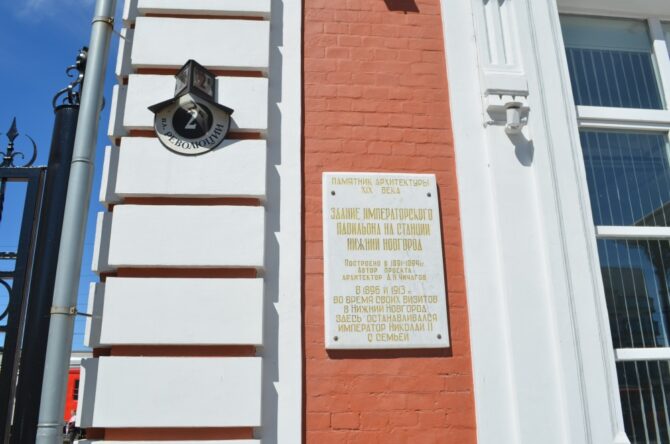 2
ПЛ. РЕВОЛЮЦИИ
ПАМЯТНИК АРХИТЕКТУРЫ
XIX ВЕКА
ЗДАНИЕ ИМПЕРАТОРСКОГО
ПАВИЛЬОНА НА СТАНЦИИ
НИЖНИЙ НОВГОРОД
ПОСТРОЕНО В 1891-1894 г.
АВТОР ПРОЕКТА
АРХИТЕКТОР Д.Н.ЧИЧАГОВ
В 1896 И 1913 г.
ВО ВРЕМЯ СВОИХ ВИЗИТОВ
В НИЖНИЙ НОВГОРОД,
ЗДЕСЬ ОСТАНАВЛИВАЛСЯ
ИМПЕРАТОР НИКОЛАЙ II
С СЕМЬЕЙ